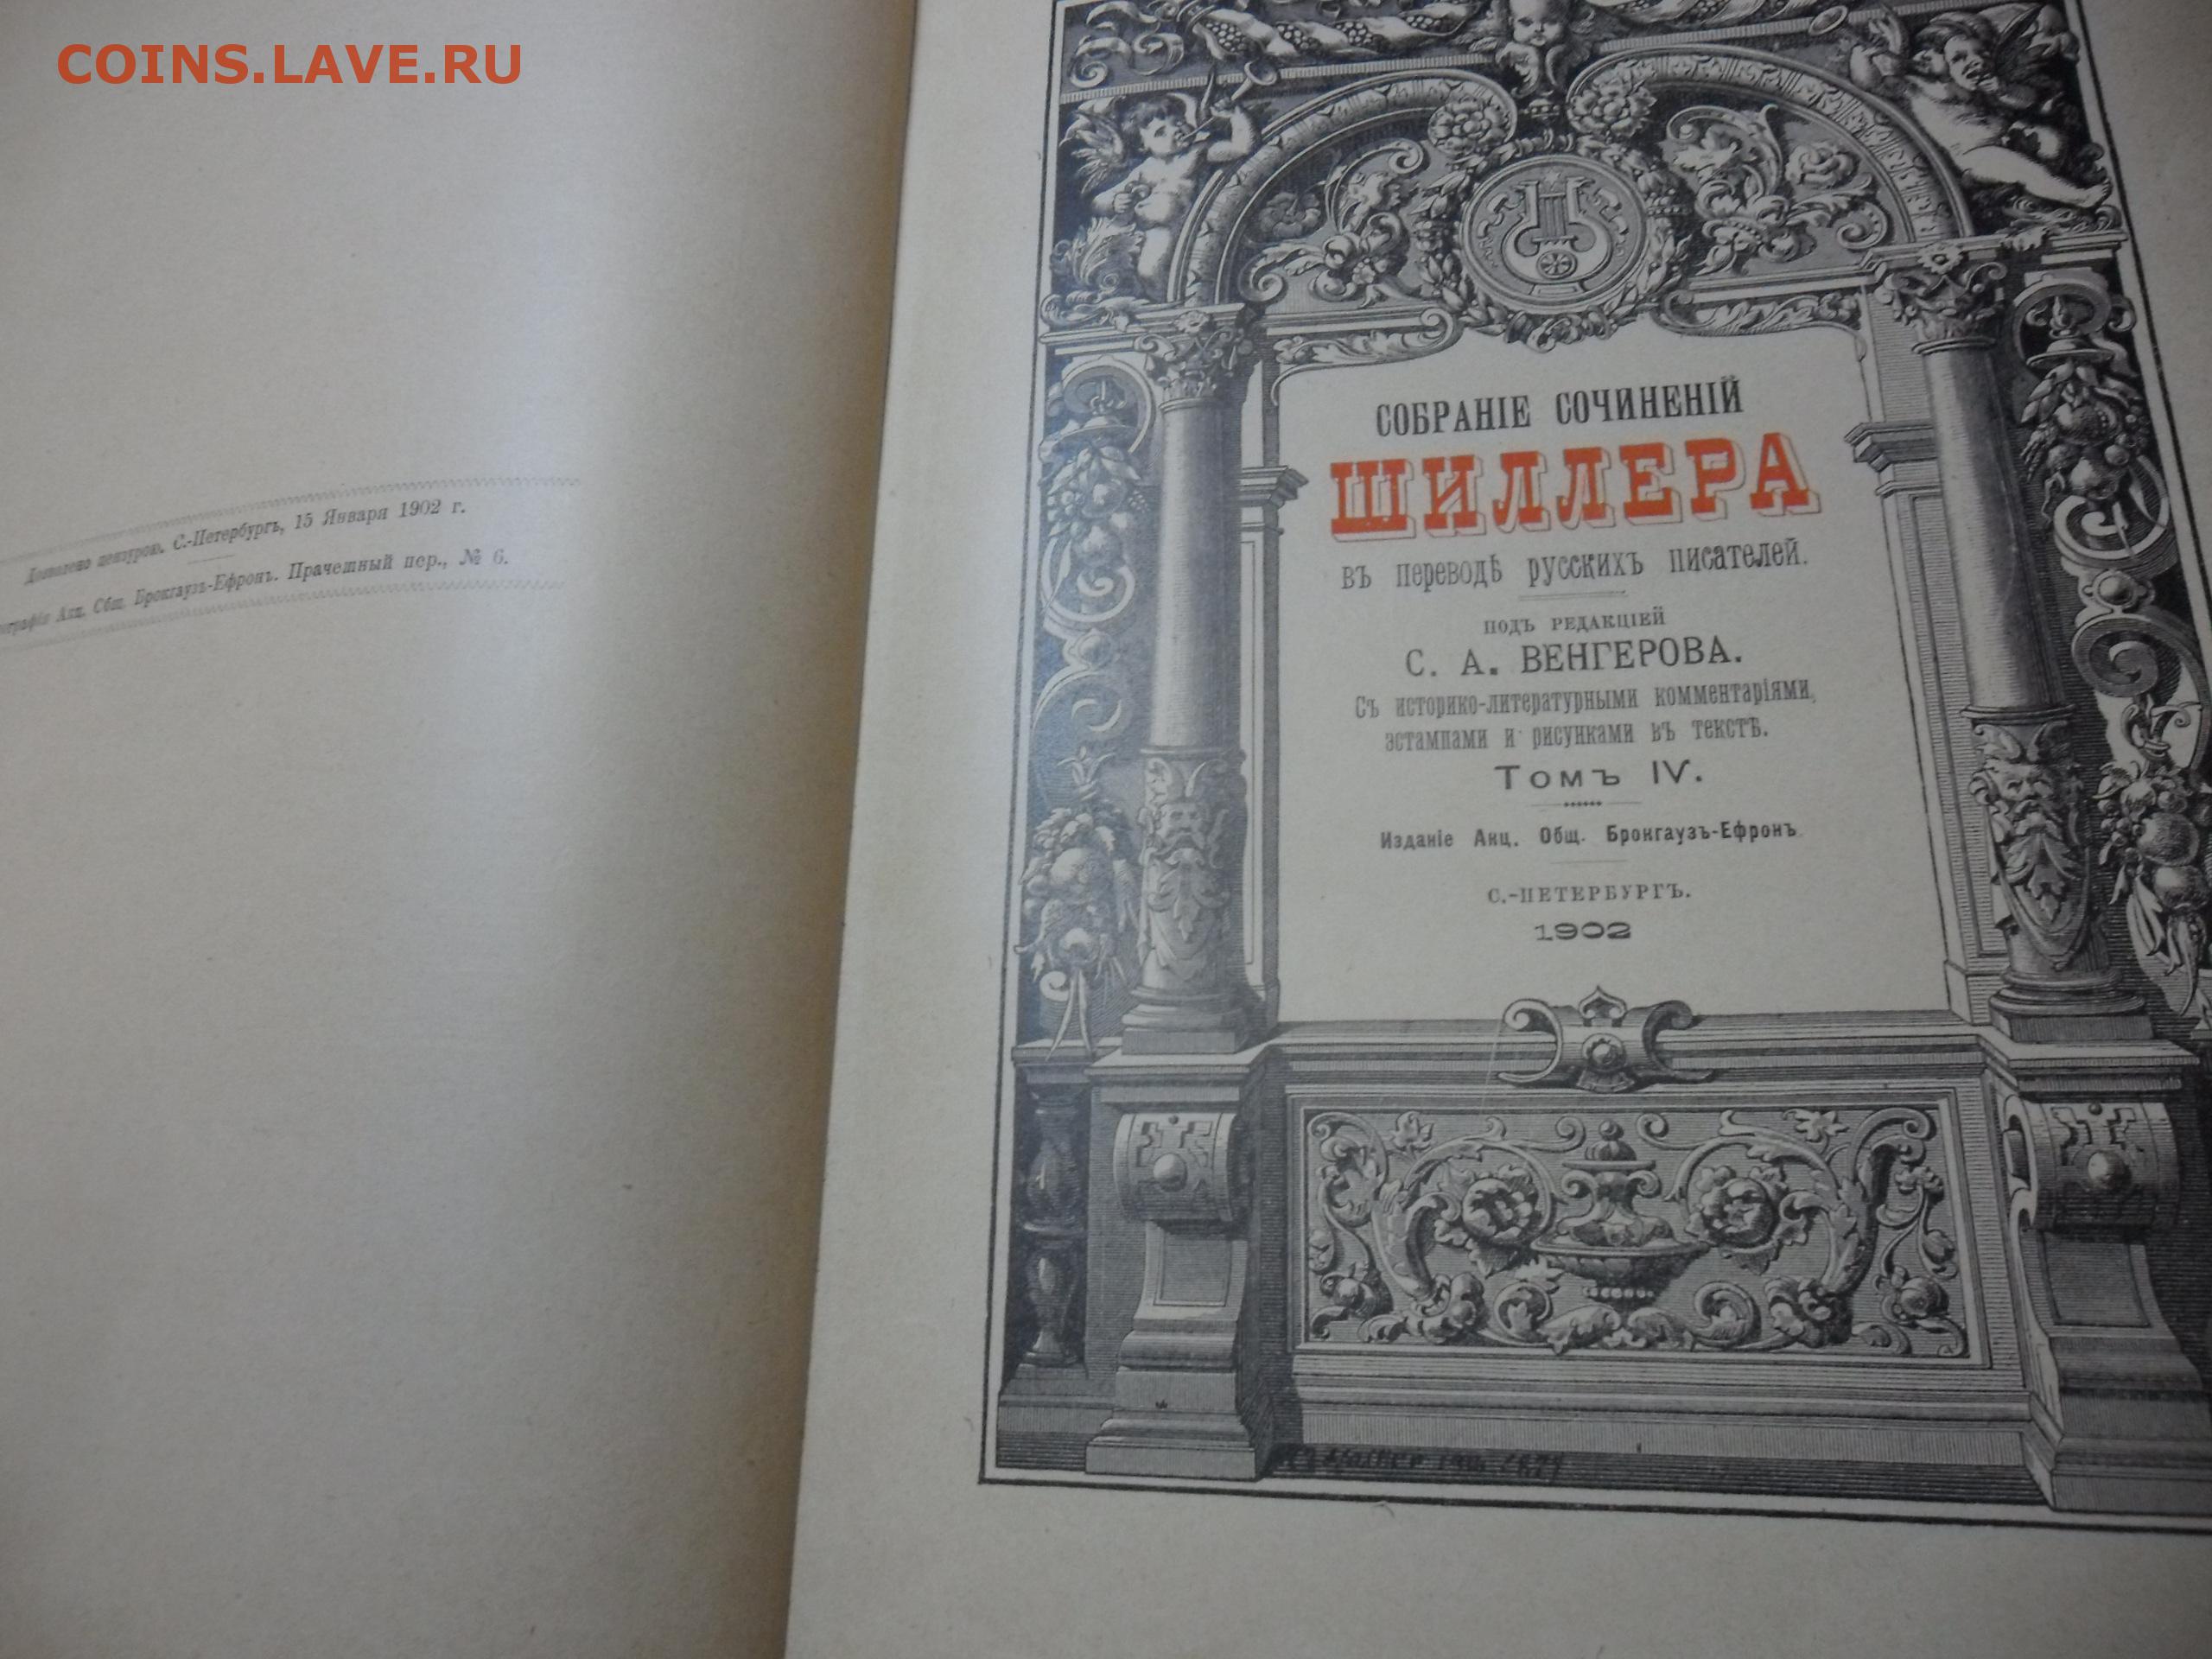 COINS.LAVE.RU
Дозволено цензурою. С.-Петербургъ, 15 Января 1902 г.
Акц. Общ. Брокгаузъ-Ефронъ. Прачешный пер., № 6.
СОБРАНІЕ СОЧИНЕНІЙ
ШИЛЛЕРА
въ переводѣ русскихъ писателей.
ПОДЪ РЕДАКЦІЕЙ
С. А. ВЕНГЕРОВА.
Съ историко-литературными комментаріями,
эстампами и рисунками въ текстѣ.
Томъ IV.
Изданіе Акц. Общ. Брокгаузъ-Ефронъ.
С.-ПЕТЕРБУРГЪ.
1902